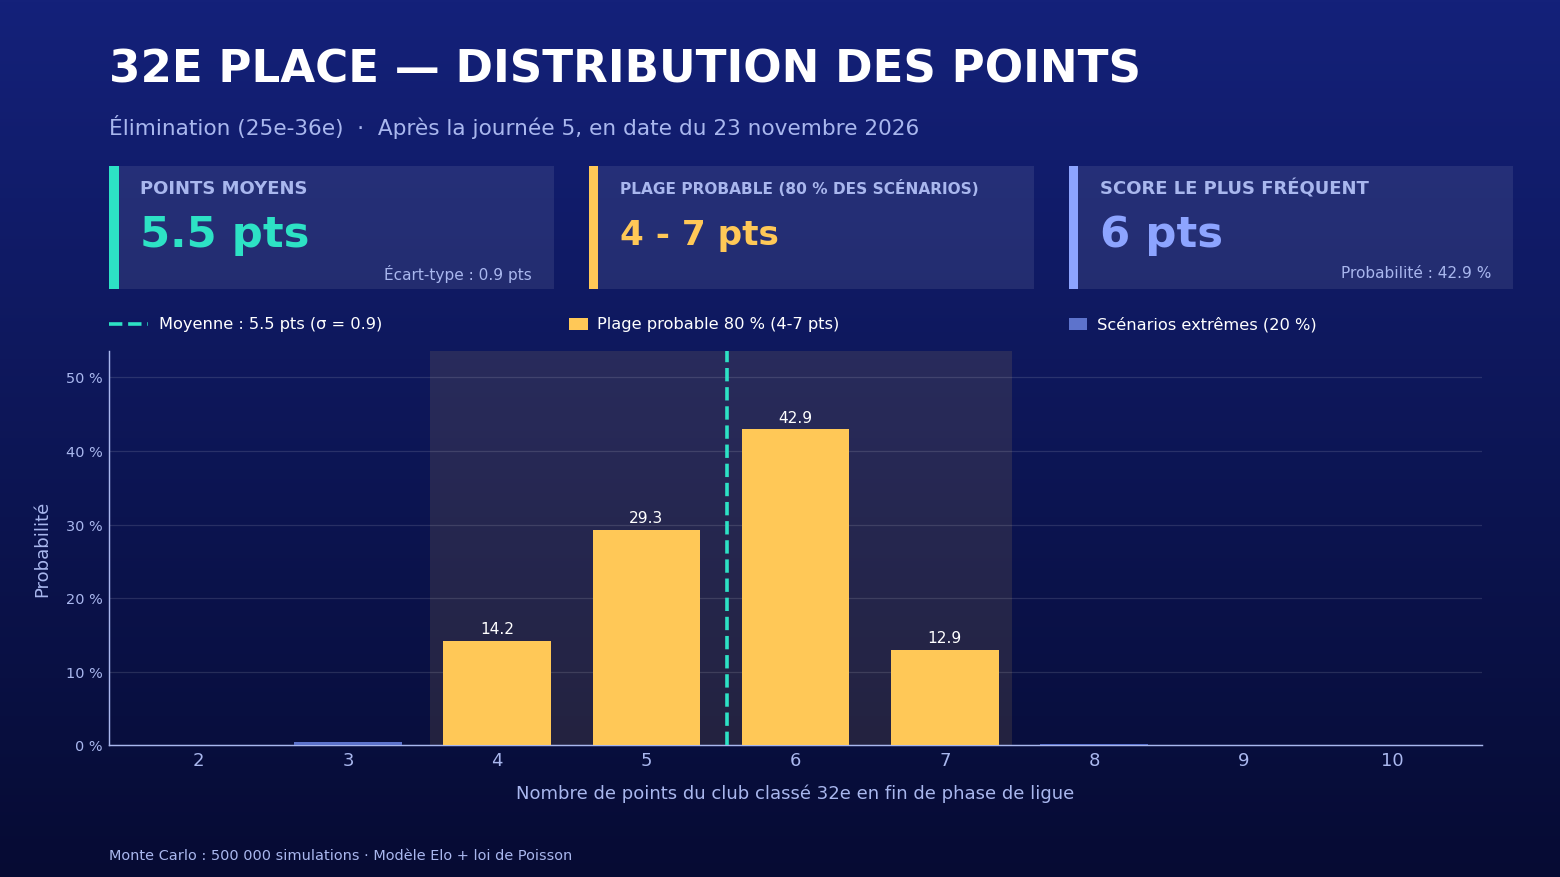 32E PLACE — DISTRIBUTION DES POINTS
Élimination (25e-36e)  ·  Après la journée 5, en date du 23 novembre 2026
POINTS MOYENS
5.5 pts
Écart-type : 0.9 pts
PLAGE PROBABLE (80 % DES SCÉNARIOS)
4 - 7 pts
SCORE LE PLUS FRÉQUENT
6 pts
Probabilité : 42.9 %
Moyenne : 5.5 pts (σ = 0.9)
Plage probable 80 % (4-7 pts)
Scénarios extrêmes (20 %)
Probabilité
50 %
40 %
30 %
20 %
10 %
0 %
14.2
29.3
42.9
12.9
2 3 4 5 6 7 8 9 10
Nombre de points du club classé 32e en fin de phase de ligue
Monte Carlo : 500 000 simulations · Modèle Elo + loi de Poisson